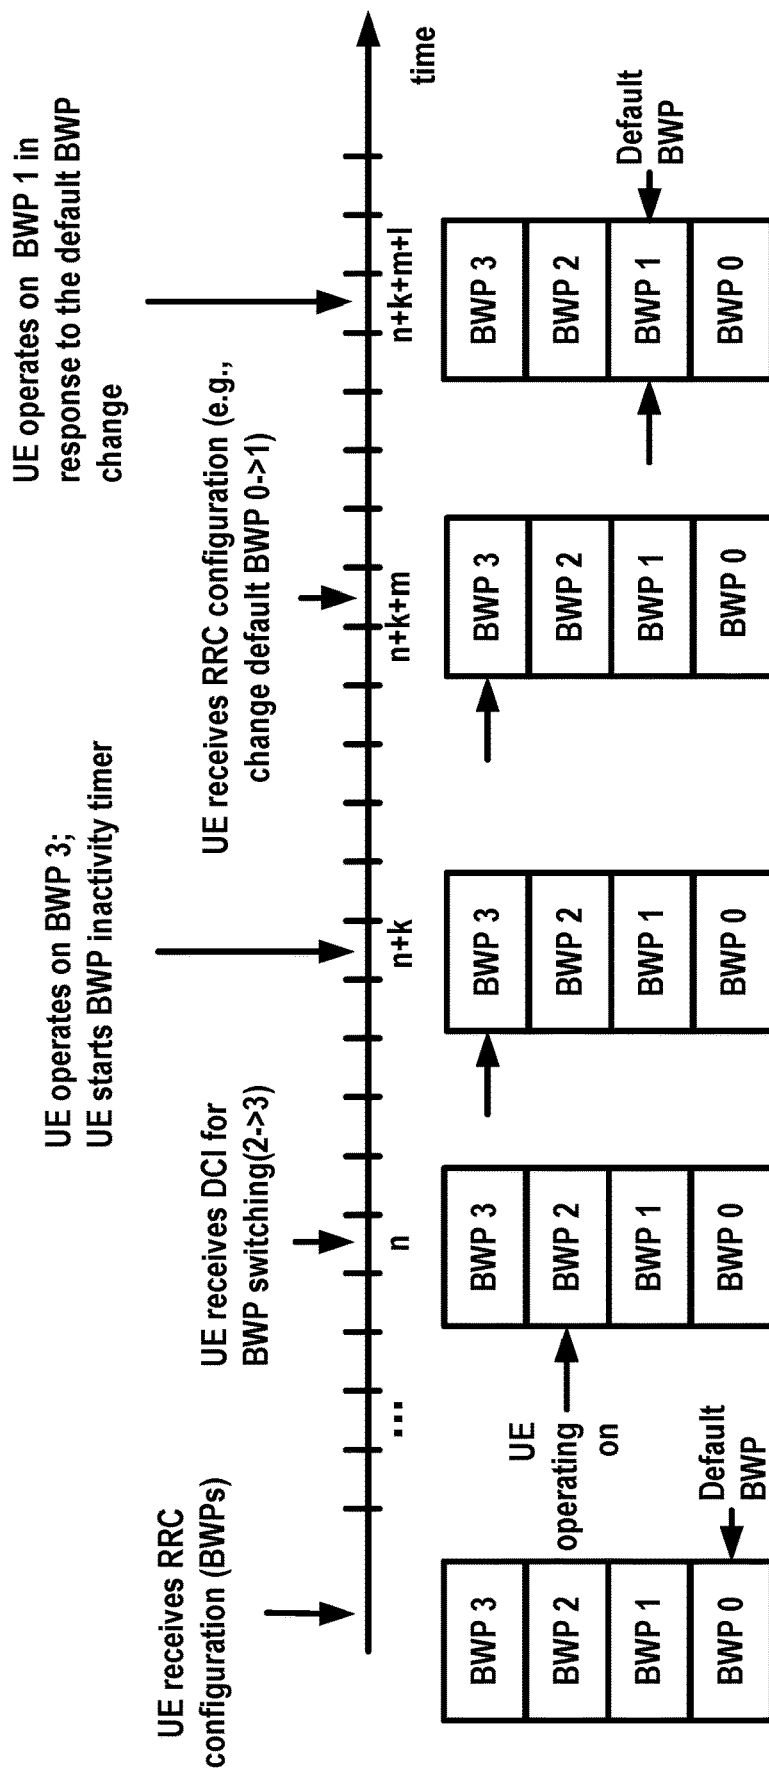 UE receives RRC
configuration (BWPs)
UE receives DCI for
BWP switching(2->3)
UE operates on BWP 3;
UE starts BWP inactivity timer
UE receives RRC configuration (e.g.,
change default BWP 0->1)
UE operates on BWP 1 in
response to the default BWP
change
...
n
n+k
n+k+m
n+k+m+l
time
BWP 3
BWP 2
BWP 1
BWP 0
Default
BWP
UE
operating
on
BWP 3
BWP 2
BWP 1
BWP 0
BWP 3
BWP 2
BWP 1
BWP 0
BWP 3
BWP 2
BWP 1
BWP 0
BWP 3
BWP 2
BWP 1
BWP 0
Default
BWP